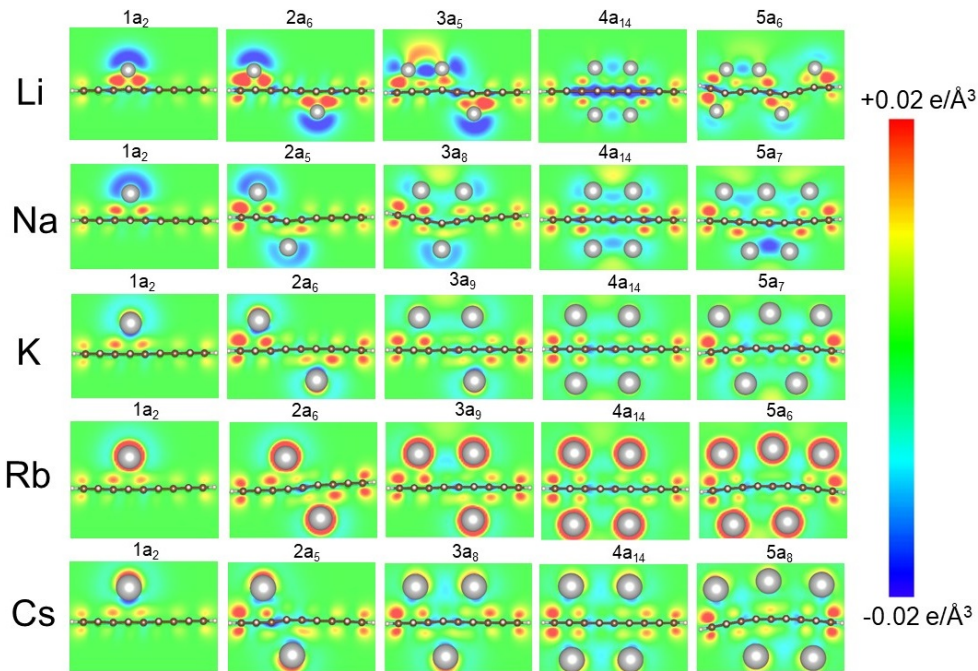 1a₂ 2a₆ 3a₅ 4a₁₄ 5a₆
Li
+0.02 e/Å³
1a₂ 2a₅ 3a₈ 4a₁₄ 5a₇
Na
1a₂ 2a₆ 3a₉ 4a₁₄ 5a₇
K
1a₂ 2a₆ 3a₉ 4a₁₄ 5a₆
Rb
1a₂ 2a₅ 3a₈ 4a₁₄ 5a₈
Cs
-0.02 e/Å³